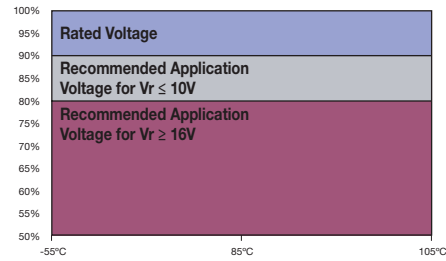 100%
95%
Rated Voltage
90%
Recommended Application
85%
Voltage for Vr ≤ 10V
80%
Recommended Application
75%
Voltage for Vr ≥ 16V
70%
65%
60%
55%
50%
-55ºC 85ºC 105ºC